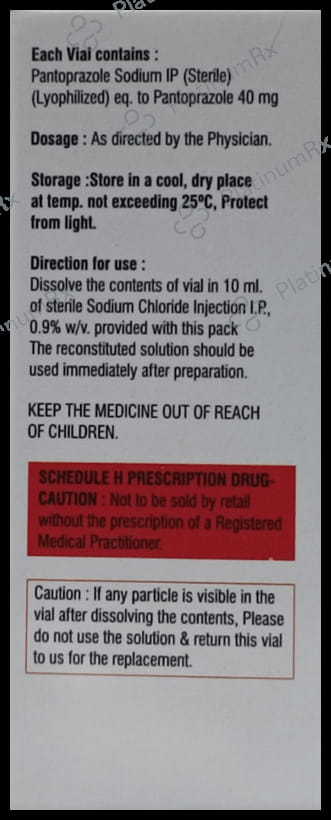 Each Vial contains :
Pantoprazole Sodium IP (Sterile)
(Lyophilized) eq. to Pantoprazole 40 mg
Dosage : As directed by the Physician.
Storage :Store in a cool, dry place
at temp. not exceeding 25ºC, Protect
from light.
Direction for use :
Dissolve the contents of vial in 10 ml.
of sterile Sodium Chloride Injection I.P.,
0.9% w/v. provided with this pack
The reconstituted solution should be
used immediately after preparation.
KEEP THE MEDICINE OUT OF REACH
OF CHILDREN.
SCHEDULE H PRESCRIPTION DRUG-
CAUTION : Not to be sold by retail
without the prescription of a Registered
Medical Practitioner.
Caution : If any particle is visible in the
vial after dissolving the contents, Please
do not use the solution & return this vial
to us for the replacement.
PlatinumRx